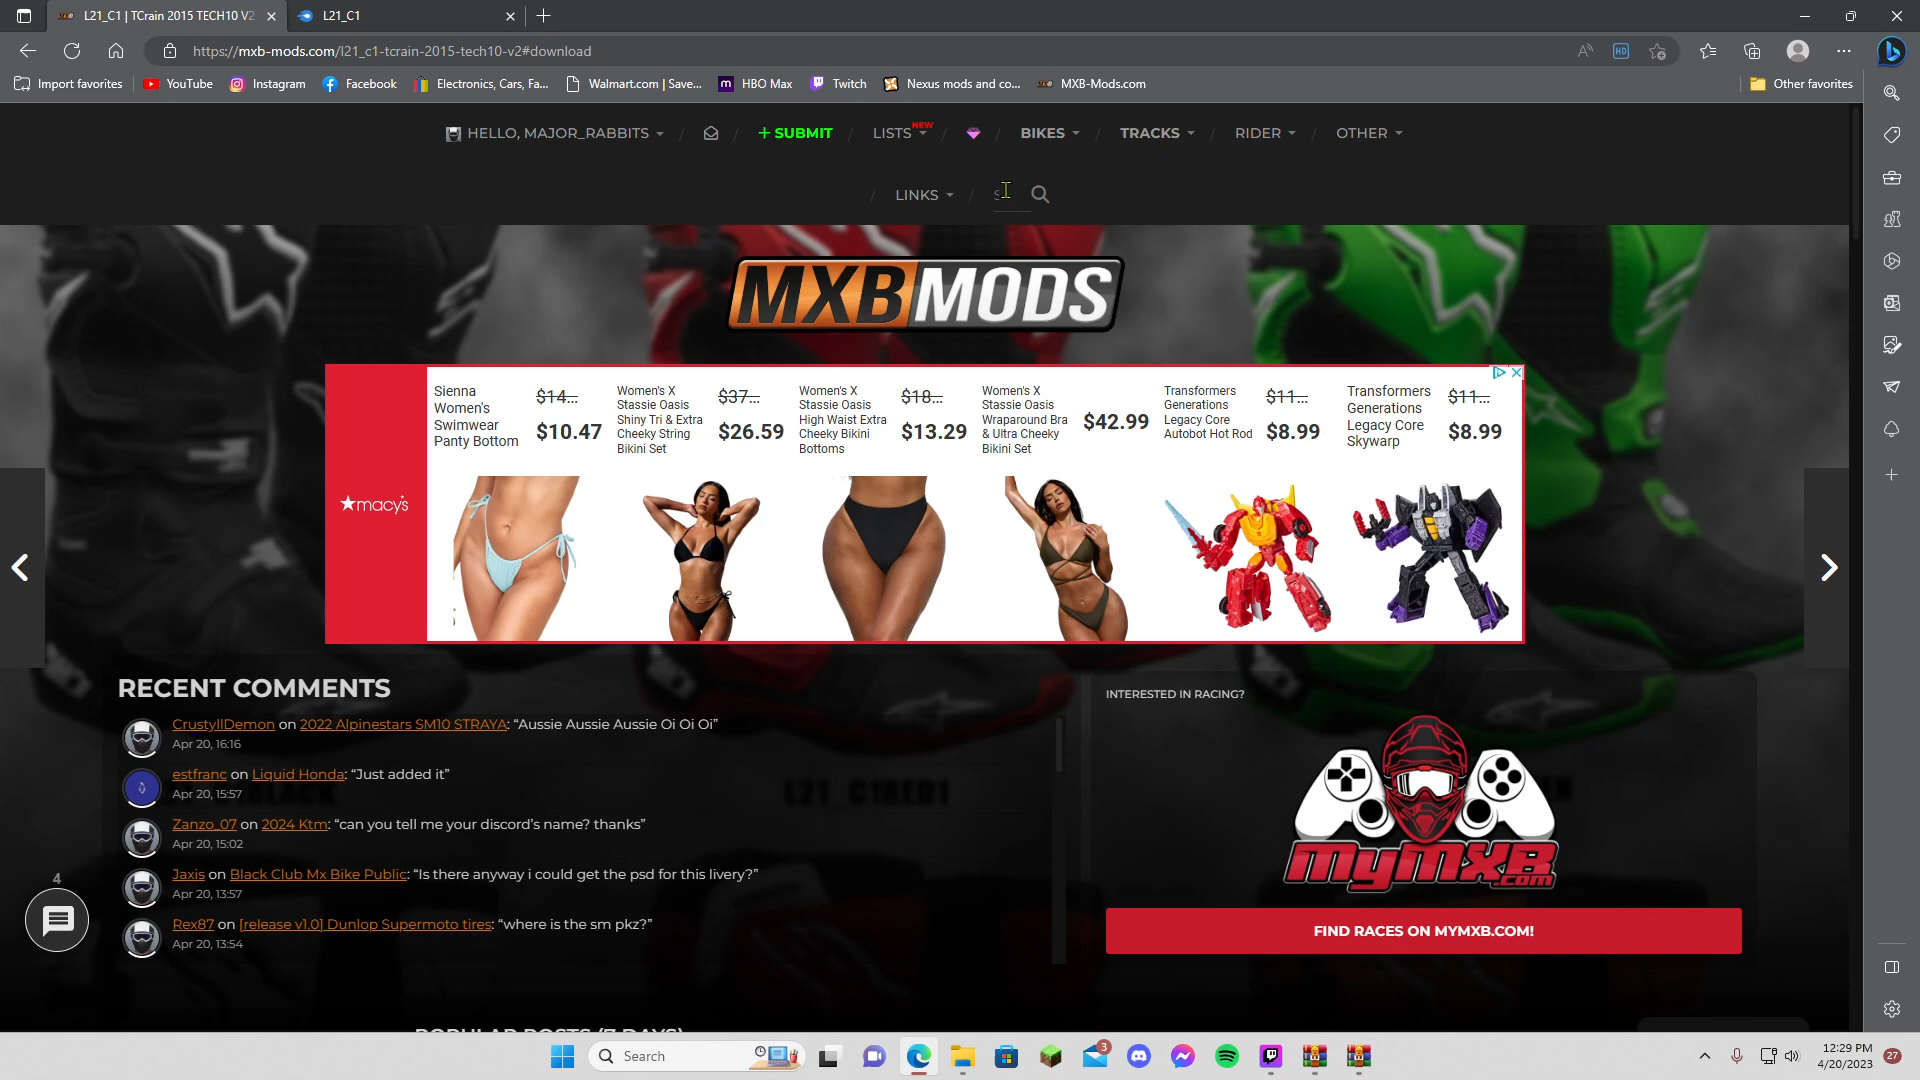 L21_C1 | TCrain 2015 TECH10 V2
L21_C1
https://mxb-mods.com/l21_c1-tcrain-2015-tech10-v2#download
HD
Import favorites
YouTube
Instagram
Facebook
Electronics, Cars, Fa...
Walmart.com | Save...
HBO Max
Twitch
Nexus mods and co...
MXB-Mods.com
Other favorites
HELLO, MAJOR_RABBITS
+ SUBMIT
LISTS
NEW
BIKES
TRACKS
RIDER
OTHER
LINKS
MXBMODS
★macy's
Sienna
Women's
Swimwear
Panty Bottom
$14...
$10.47
Women's X
Stassie Oasis
Shiny Tri & Extra
Cheeky String
Bikini Set
$37...
$26.59
Women's X
Stassie Oasis
High Waist Extra
Cheeky Bikini
Bottoms
$18...
$13.29
Women's X
Stassie Oasis
Wraparound Bra
& Ultra Cheeky
Bikini Set
$42.99
Transformers
Generations
Legacy Core
Autobot Hot Rod
$11...
$8.99
Transformers
Generations
Legacy Core
Skywarp
$11...
$8.99
RECENT COMMENTS
CrustyllDemon on 2022 Alpinestars SM10 STRAYA: “Aussie Aussie Aussie Oi Oi Oi”
Apr 20, 16:16
estfranc on Liquid Honda: “Just added it”
Apr 20, 15:57
Zanzo_07 on 2024 Ktm: “can you tell me your discord's name? thanks”
Apr 20, 15:02
Jaxis on Black Club Mx Bike Public: “Is there anyway i could get the psd for this livery?”
Apr 20, 13:57
Rex87 on [release v1.0] Dunlop Supermoto tires: “where is the sm pkz?”
Apr 20, 13:54
4
INTERESTED IN RACING?
MyMXB
.com
FIND RACES ON MYMXB.COM!
L21 C1RED1
POPULAR POSTS (7 DAYS)
Search
3
12:29 PM
4/20/2023
27